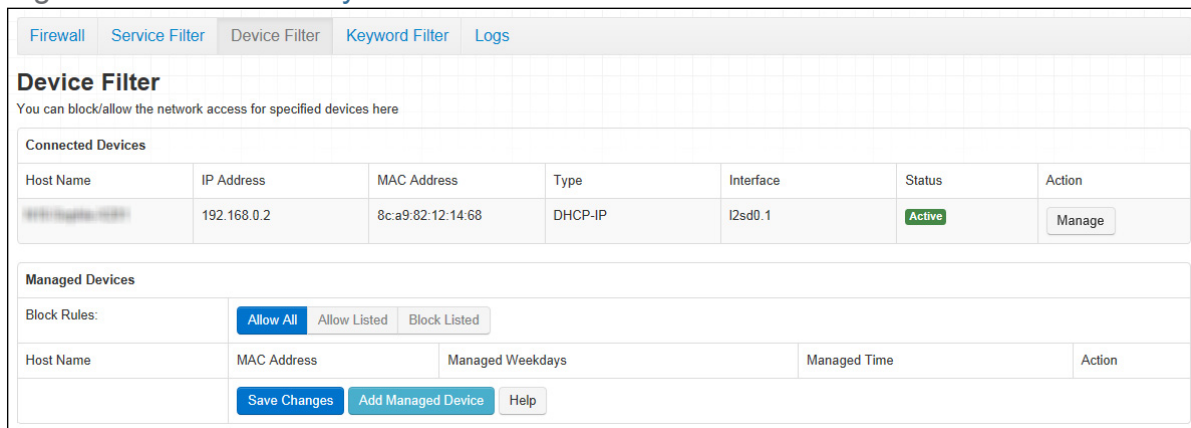 Firewall Service Filter Device Filter Keyword Filter Logs
Device Filter
You can block/allow the network access for specified devices here
Connected Devices
Host Name IP Address MAC Address Type Interface Status Action
192.168.0.2 8c:a9:82:12:14:68 DHCP-IP l2sd0.1 Active Manage
Managed Devices
Block Rules: Allow All Allow Listed Block Listed
Host Name MAC Address Managed Weekdays Managed Time Action
Save Changes Add Managed Device Help